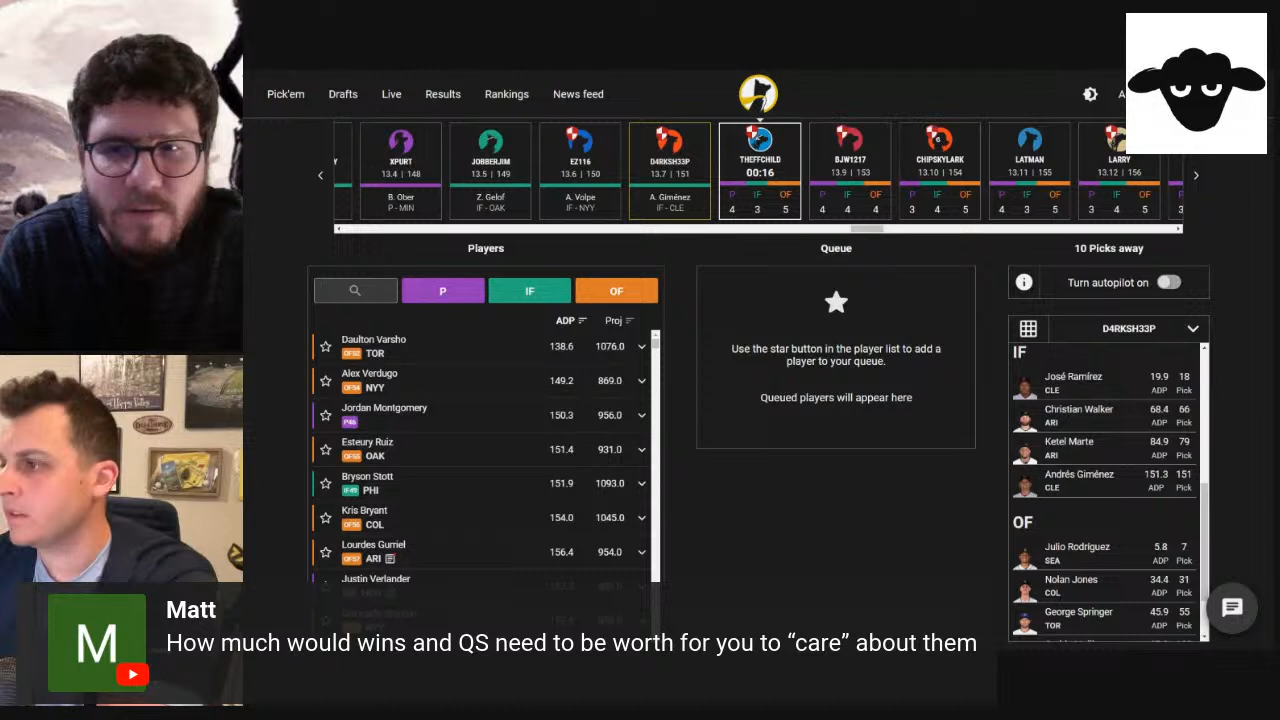 Pick'em Drafts Live Results Rankings News feed
XPURT
13.4 | 148
B. Ober
P - MIN
JOBBERJIM
13.5 | 149
Z. Gelof
IF - OAK
EZ116
13.6 | 150
A. Volpe
IF - NYY
D4RKSH33P
13.7 | 151
A. Giménez
IF - CLE
THEFFCHILD
00:16
P IF OF
4 3 5
BJW1217
13.9 | 153
P IF OF
4 4 4
CHIPSKYLARK
13.10 | 154
P IF OF
3 4 5
LATMAN
13.11 | 155
P IF OF
4 3 5
LARRY
13.12 | 156
P IF OF
3 4 5
Players
P IF OF
ADP Proj
Daulton Varsho
OF52 TOR
138.6 1076.0
Alex Verdugo
OF54 NYY
149.2 869.0
Jordan Montgomery
P46
150.3 956.0
Esteury Ruiz
OF55 OAK
151.4 931.0
Bryson Stott
IF49 PHI
151.9 1093.0
Kris Bryant
OF56 COL
154.0 1045.0
Lourdes Gurriel
OF57 ARI
156.4 954.0
Justin Verlander
Queue
Use the star button in the player list to add a
player to your queue.
Queued players will appear here
10 Picks away
Turn autopilot on
D4RKSH33P
IF
José Ramírez
CLE
19.9 18
ADP Pick
Christian Walker
ARI
68.4 66
ADP Pick
Ketel Marte
ARI
84.9 79
ADP Pick
Andrés Giménez
CLE
151.3 151
ADP Pick
OF
Julio Rodríguez
SEA
5.8 7
ADP Pick
Nolan Jones
COL
34.4 31
ADP Pick
George Springer
TOR
45.9 55
ADP Pick
M
Matt
How much would wins and QS need to be worth for you to “care” about them